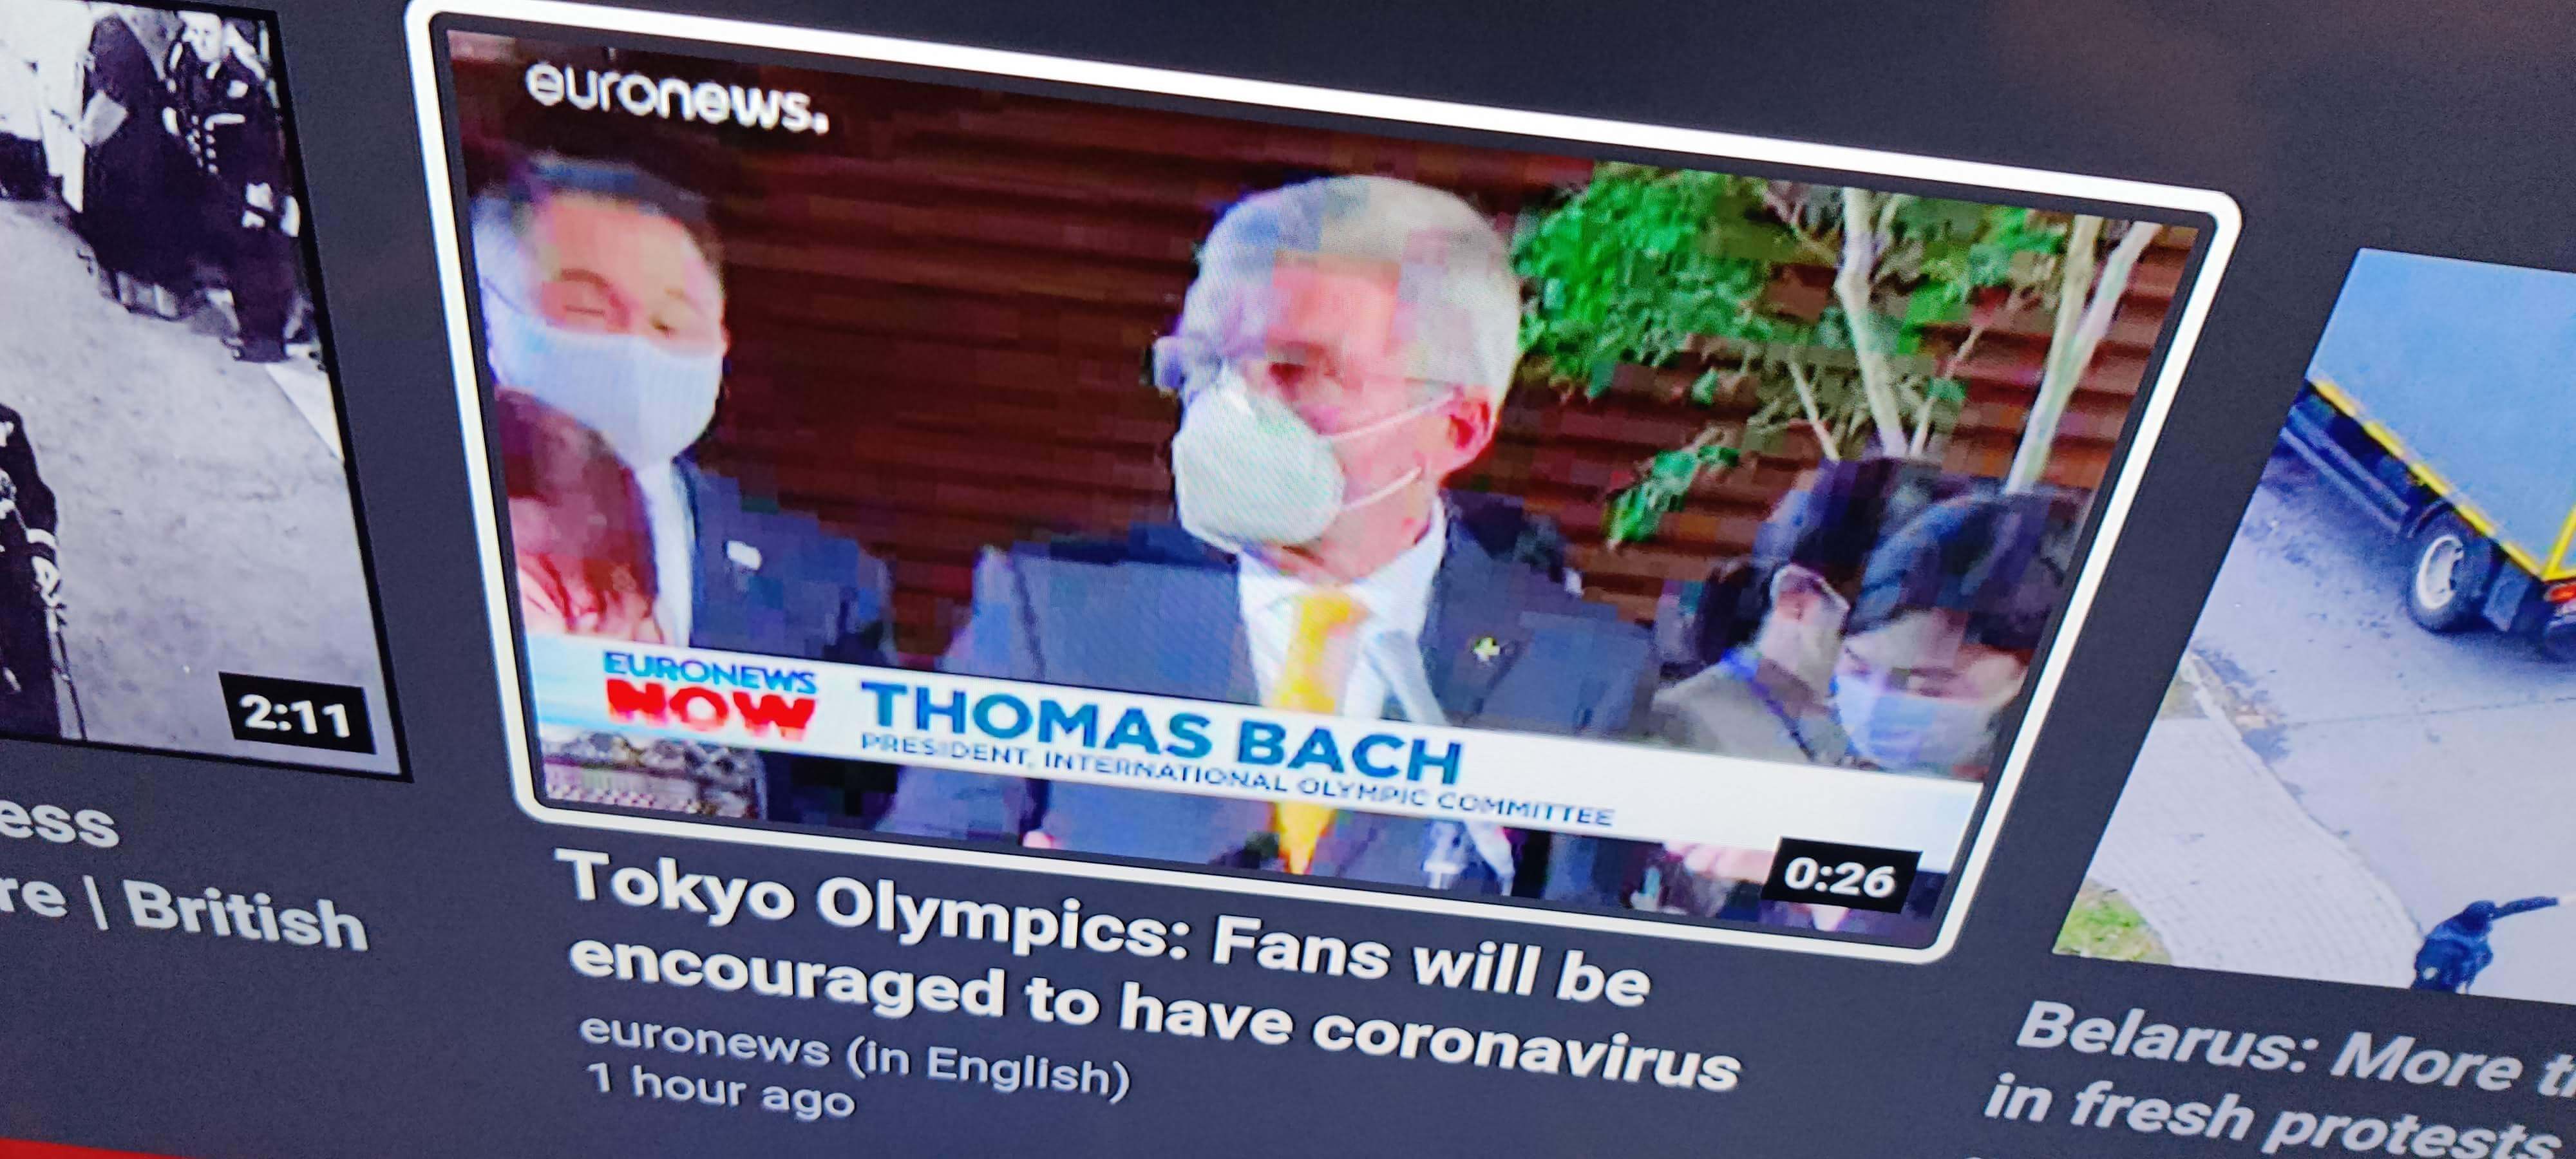 2:11
ess
re | British
euronews.
EURONEWS
NOW
THOMAS BACH
PRESIDENT, INTERNATIONAL OLYMPIC COMMITTEE
0:26
Tokyo Olympics: Fans will be
encouraged to have coronavirus
euronews (in English)
1 hour ago
Belarus: More
in fresh protests